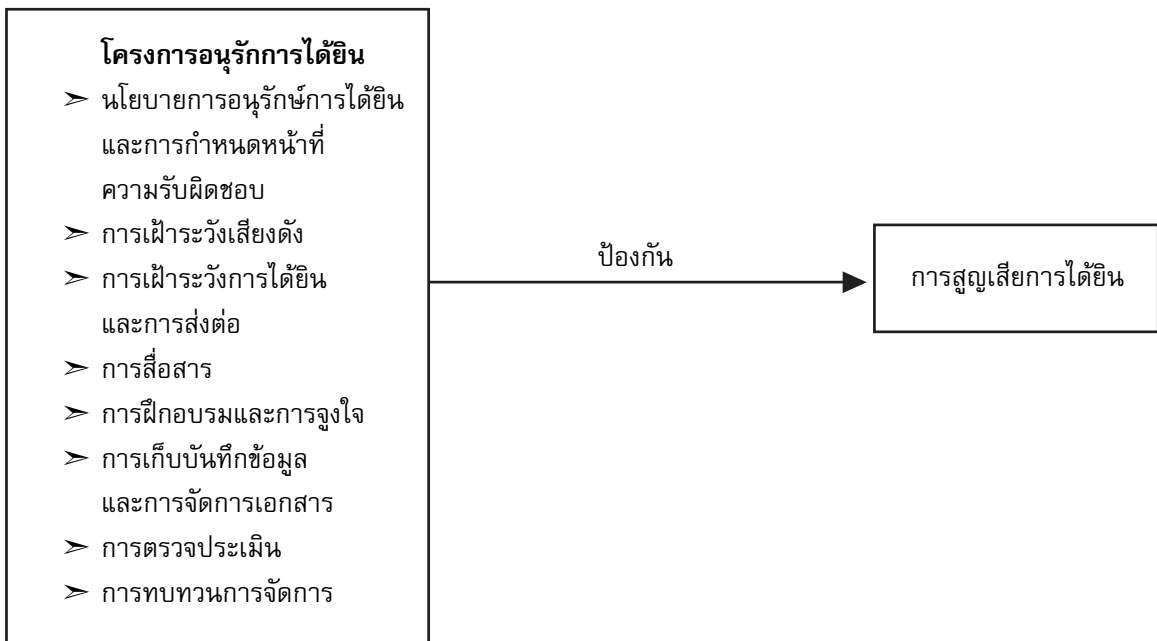 โครงการอนุรักการได้ยิน
➢ นโยบายการอนุรักษ์การได้ยิน
และการกำหนดหน้าที่
ความรับผิดชอบ
➢ การเฝ้าระวังเสียงดัง
➢ การเฝ้าระวังการได้ยิน
และการส่งต่อ
➢ การสื่อสาร
➢ การฝึกอบรมและการจูงใจ
➢ การเก็บบันทึกข้อมูล
และการจัดการเอกสาร
➢ การตรวจประเมิน
➢ การทบทวนการจัดการ
ป้องกัน
การสูญเสียการได้ยิน